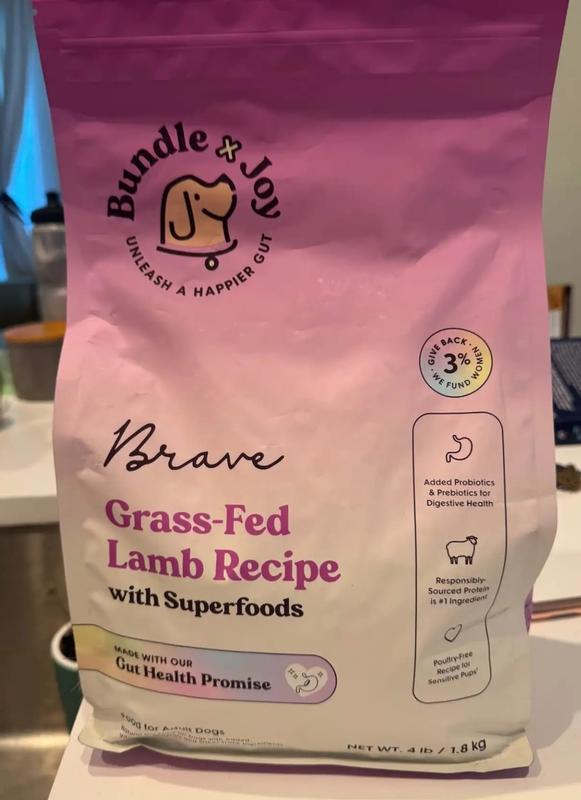 Bundle x Joy
UNLEASH A HAPPIER GUT
GIVE BACK · WE FUND WOMEN ·
3%
Brave
Grass-Fed
Lamb Recipe
with Superfoods
Added Probiotics
& Prebiotics for
Digestive Health
Responsibly-
Sourced Protein
is #1 Ingredient
Poultry-Free
Recipe for
Sensitive Pups
MADE WITH OUR
Gut Health Promise
Food for Adult Dogs
NET WT. 4 lb / 1.8 kg